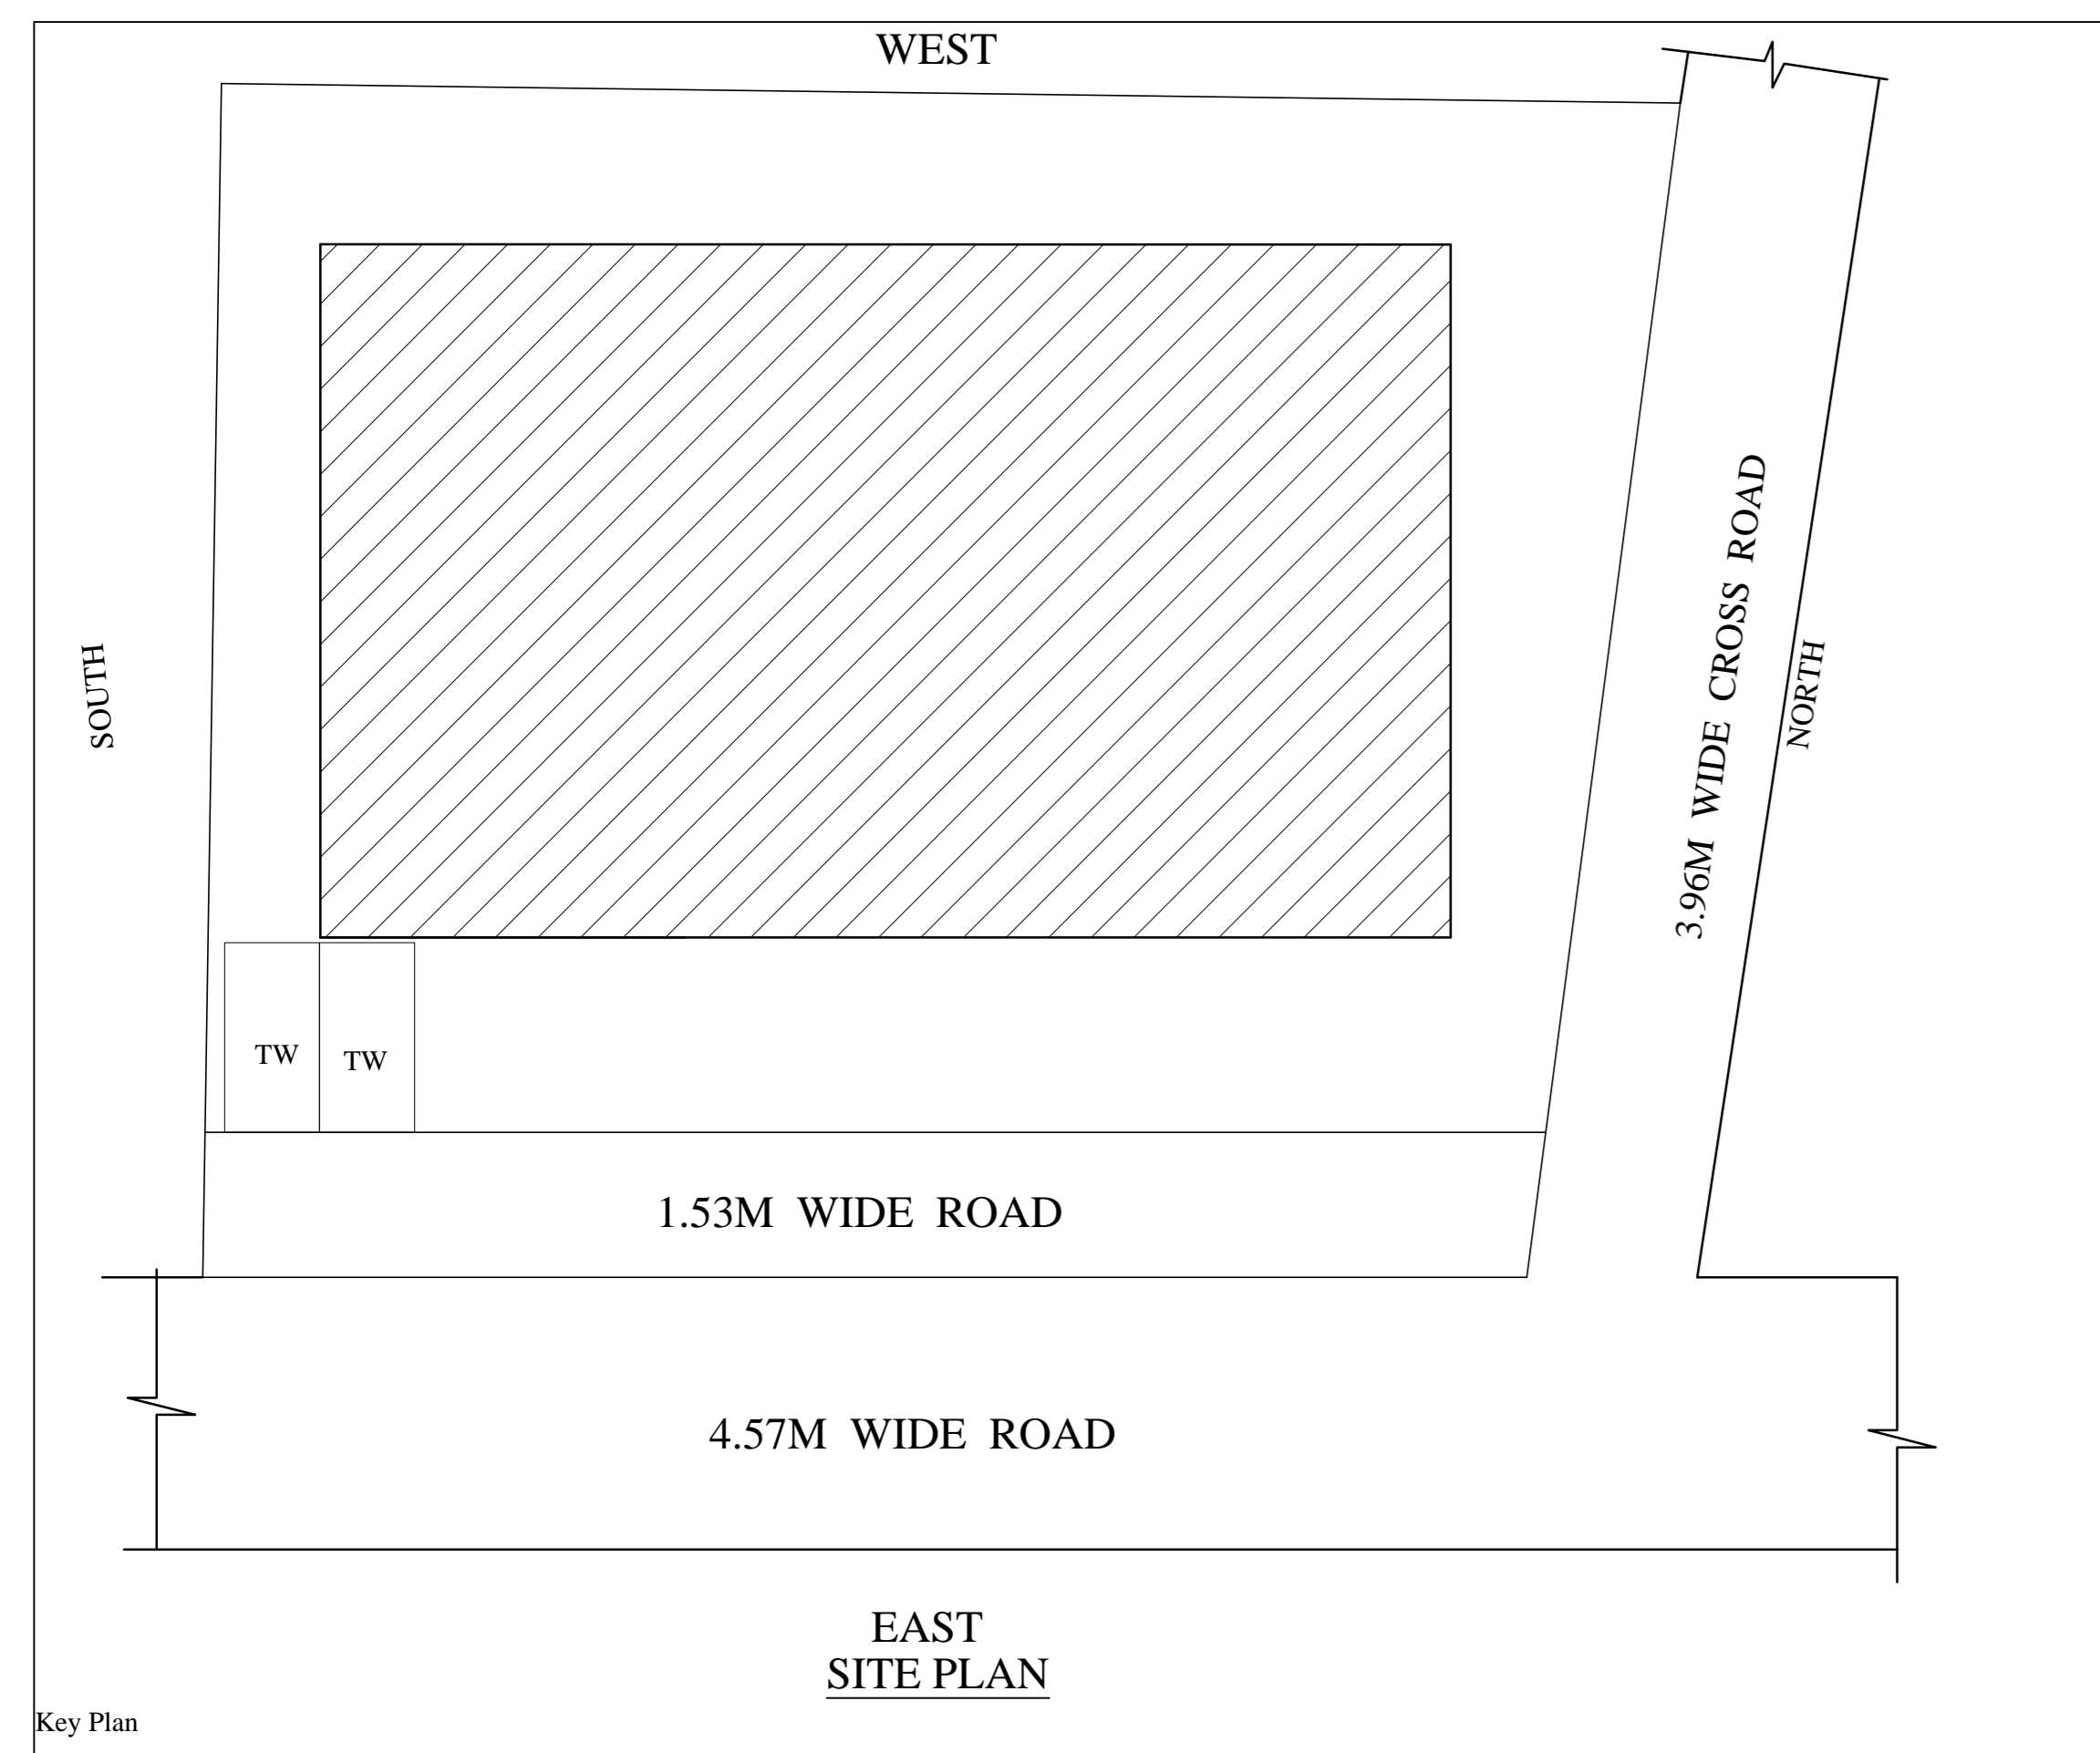 WEST
SOUTH
NORTH
3.96M WIDE CROSS ROAD
TW
TW
1.53M WIDE ROAD
4.57M WIDE ROAD
EAST
SITE PLAN
Key Plan